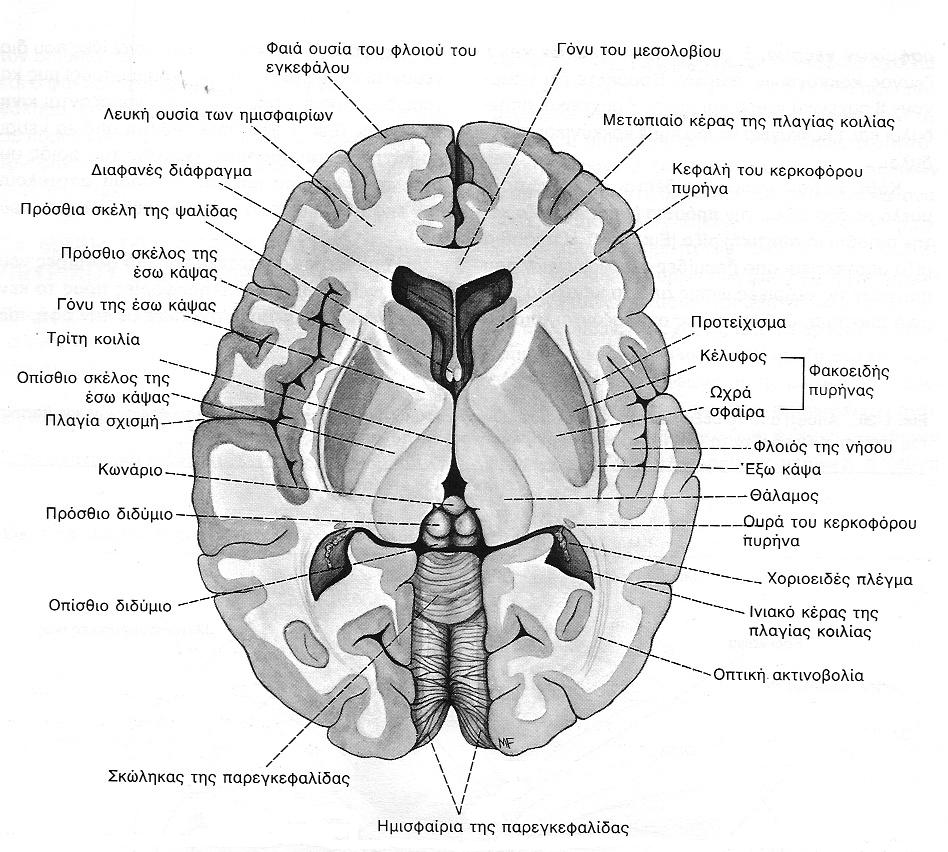 Φαιά ουσία του φλοιού του
εγκεφάλου
Γόνυ του μεσολοβίου
Λευκή ουσία των ημισφαιρίων
Μετωπιαίο κέρας της πλαγίας κοιλίας
Διαφανές διάφραγμα
Κεφαλή του κερκοφόρου
πυρήνα
Πρόσθια σκέλη της ψαλίδας
Πρόσθιο σκέλος της
έσω κάψας
Γόνυ της έσω κάψας
Τρίτη κοιλία
Οπίσθιο σκέλος της
έσω κάψας
Πλαγία σχισμή
Κωνάριο
Πρόσθιο διδύμιο
Οπίσθιο διδύμιο
Προτείχισμα
Κέλυφος
Ωχρά
σφαίρα
Φακοειδής
πυρήνας
Φλοιός της νήσου
Έξω κάψα
Θάλαμος
Ουρά του κερκοφόρου
πυρήνα
Χοριοειδές πλέγμα
Ινιακό κέρας της
πλαγίας κοιλίας
Οπτική ακτινοβολία
MF
Σκώληκας της παρεγκεφαλίδας
Ημισφαίρια της παρεγκεφαλίδας